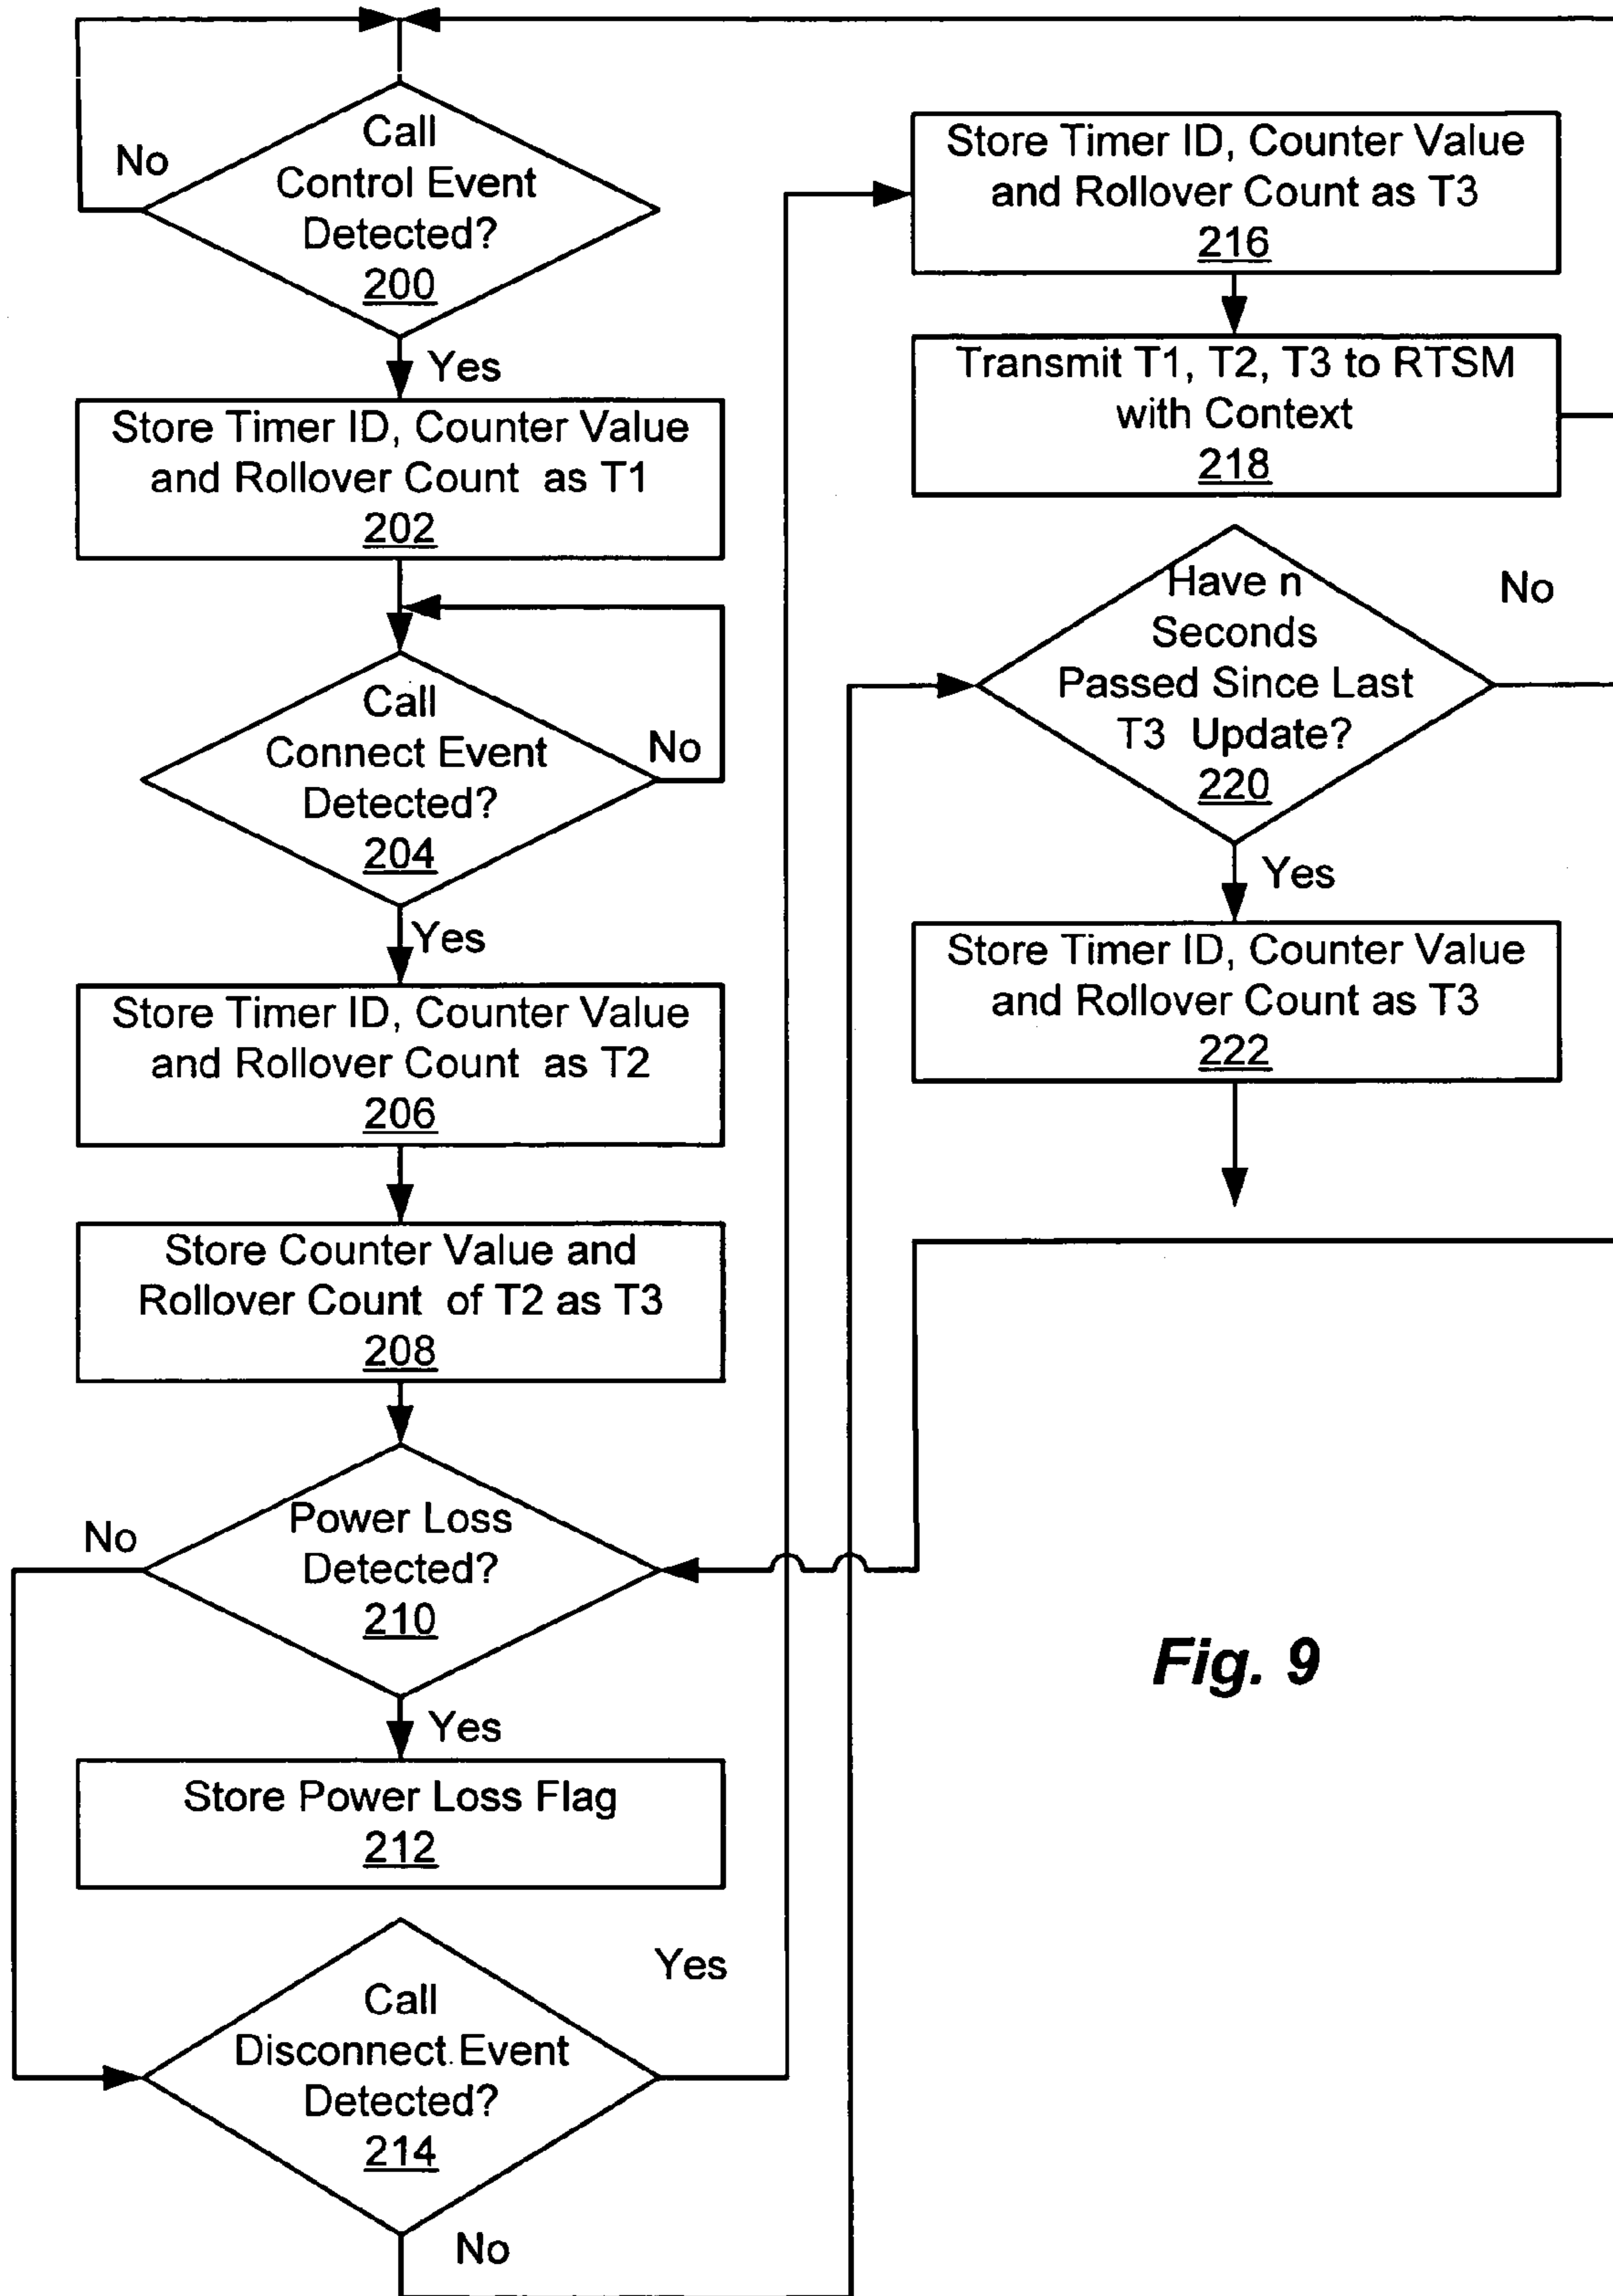 Call
Control Event
Detected?
200
No
Yes
Store Timer ID, Counter Value
and Rollover Count as T1
202
Call
Connect Event
Detected?
204
No
Yes
Store Timer ID, Counter Value
and Rollover Count as T2
206
Store Counter Value and
Rollover Count of T2 as T3
208
Power Loss
Detected?
210
No
Yes
Store Power Loss Flag
212
Call
Disconnect Event
Detected?
214
Yes
No
Store Timer ID, Counter Value
and Rollover Count as T3
216
Transmit T1, T2, T3 to RTSM
with Context
218
Have n
Seconds
Passed Since Last
T3 Update?
220
No
Yes
Store Timer ID, Counter Value
and Rollover Count as T3
222
Fig. 9